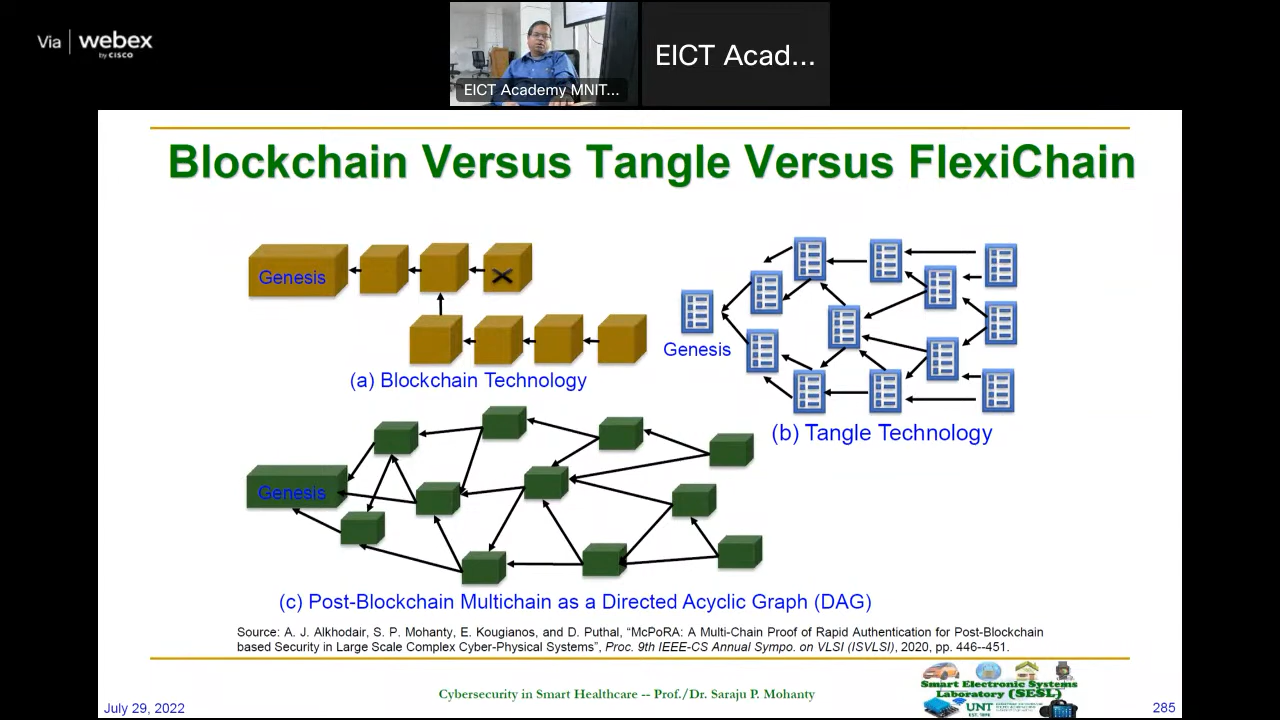 Via | webex
by CISCO
EICT Academy MNIT...
EICT Acad...
Blockchain Versus Tangle Versus FlexiChain
Genesis
(a) Blockchain Technology
Genesis
(b) Tangle Technology
Genesis
(c) Post-Blockchain Multichain as a Directed Acyclic Graph (DAG)
Source: A. J. Alkhodair, S. P. Mohanty, E. Kougianos, and D. Puthal, “McPoRA: A Multi-Chain Proof of Rapid Authentication for Post-Blockchain
based Security in Large Scale Complex Cyber-Physical Systems”, Proc. 9th IEEE-CS Annual Sympo. on VLSI (ISVLSI), 2020, pp. 446--451.
July 29, 2022
Cybersecurity in Smart Healthcare -- Prof./Dr. Saraju P. Mohanty
Smart Electronic Systems
Laboratory (SESL)
UNT
EST. 1890
285